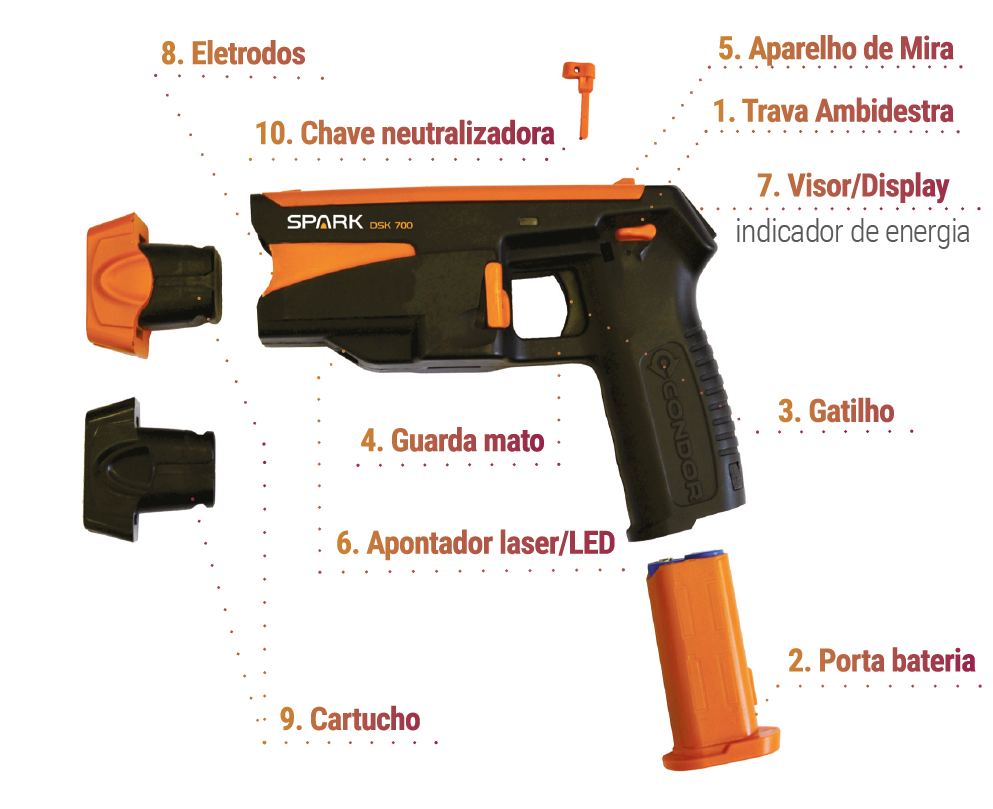 8. Eletrodos
5. Aparelho de Mira
1. Trava Ambidestra
10. Chave neutralizadora
7. Visor/Display
indicador de energia
SPARK DSK 700
CONDOR
3. Gatilho
4. Guarda mato
6. Apontador laser/LED
2. Porta bateria
9. Cartucho